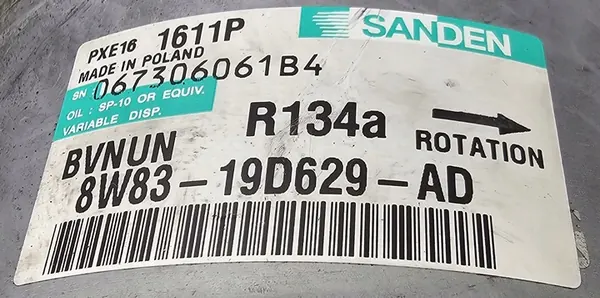 SANDEN
PXE16 1611P
MADE IN POLAND
SN 067306061B4
OIL : SP-10 OR EQUIV.
VARIABLE DISP.
R134a
ROTATION
BVNUN
8W83-19D629-AD